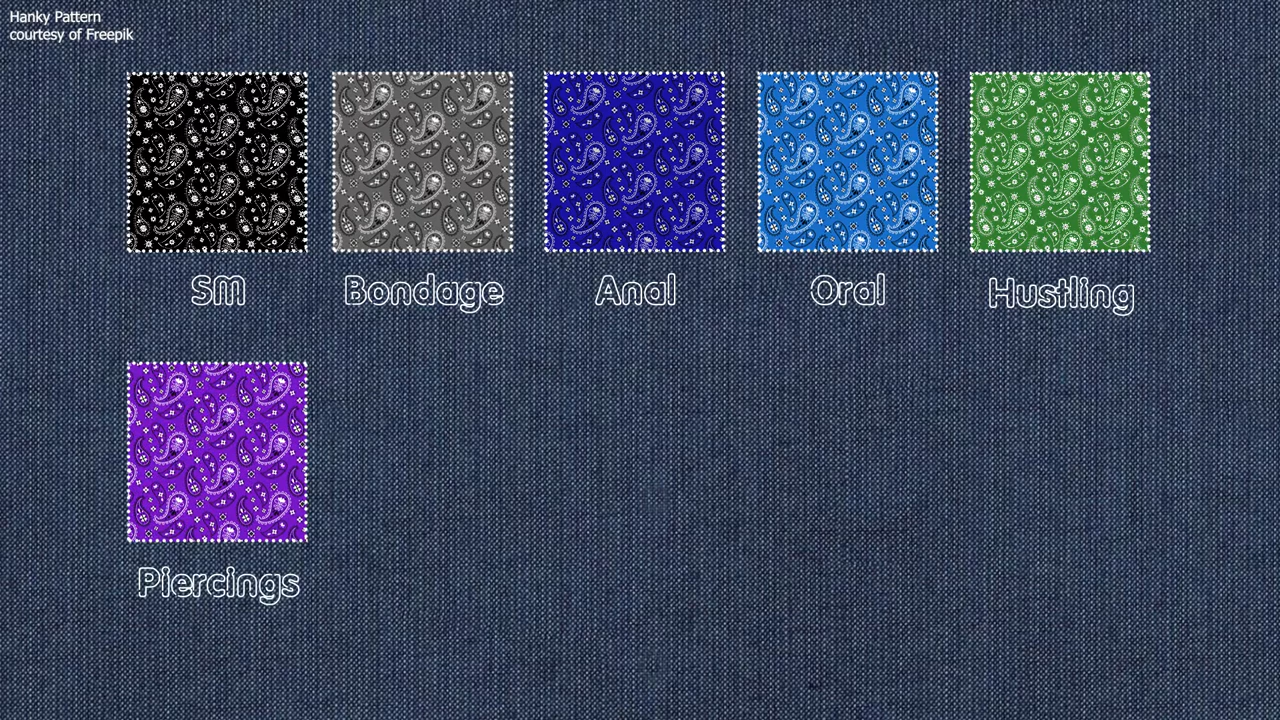 Hanky Pattern
courtesy of Freepik
SM
Bondage
Anal
Oral
Hustling
Piercings